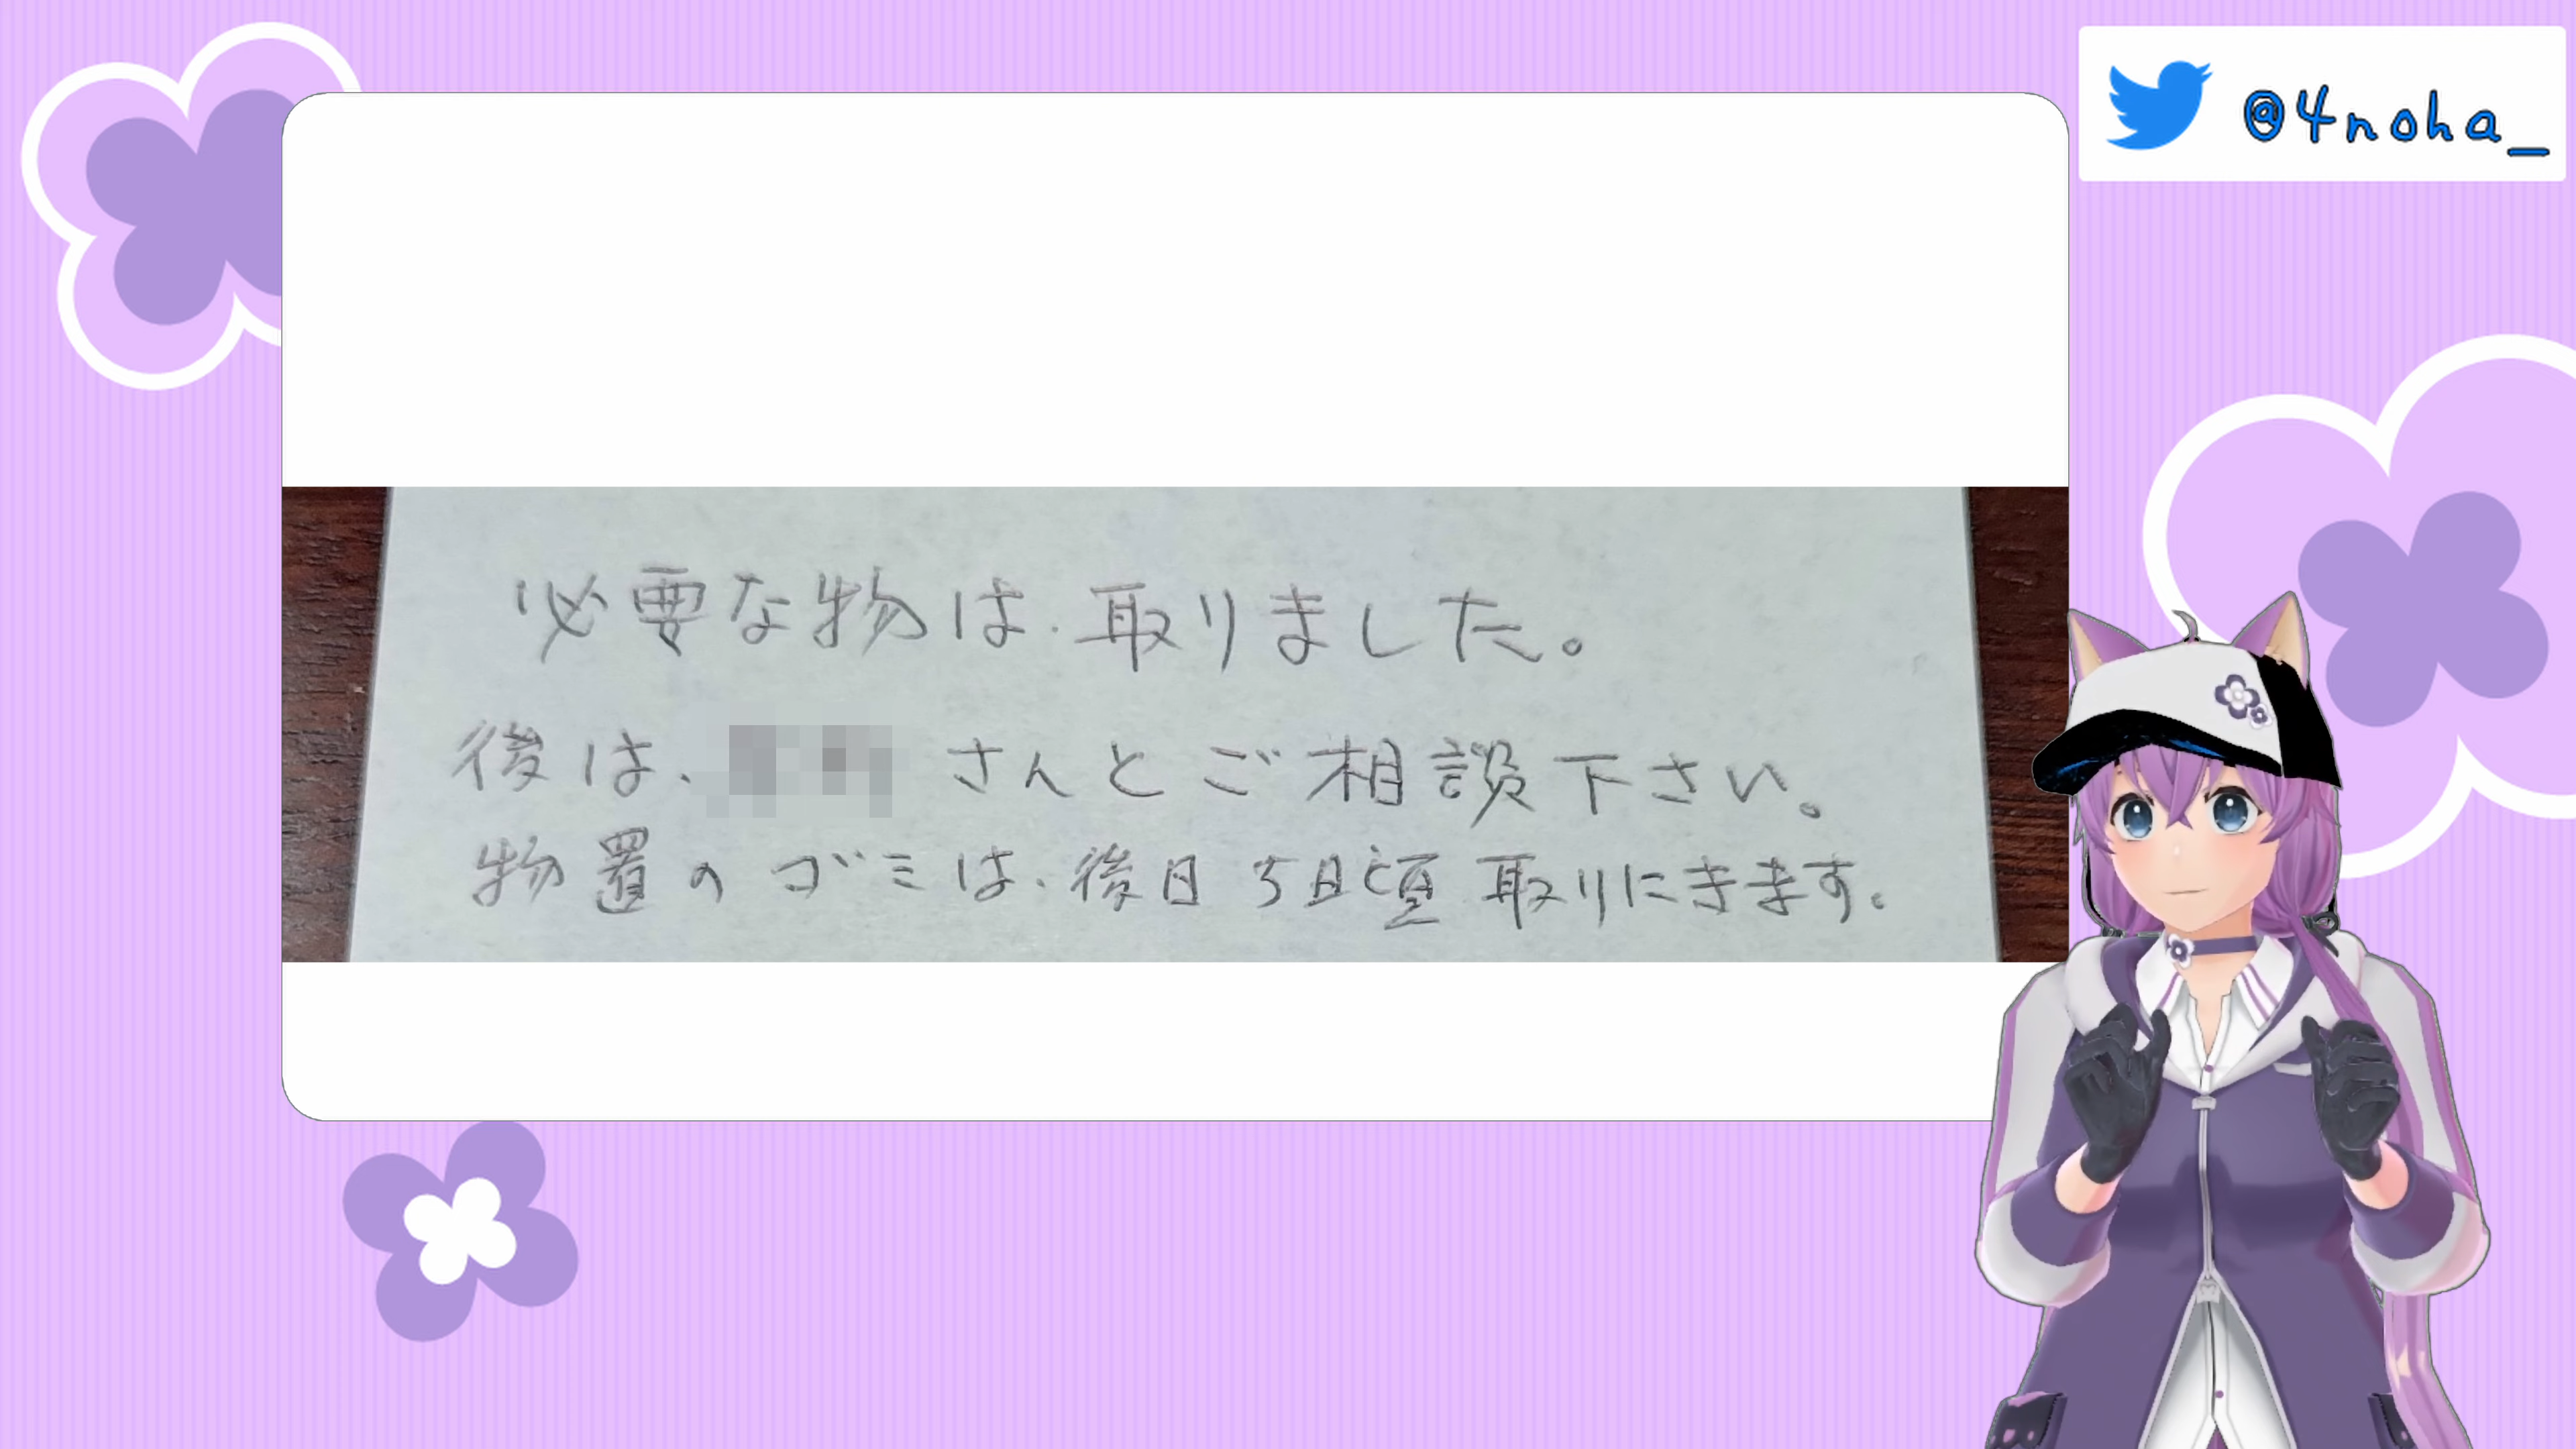 @4noha_
必要な物は、取りました。
後は、さんとご相談下さい。
物置のゴミは、後日5日頃取りにきます。